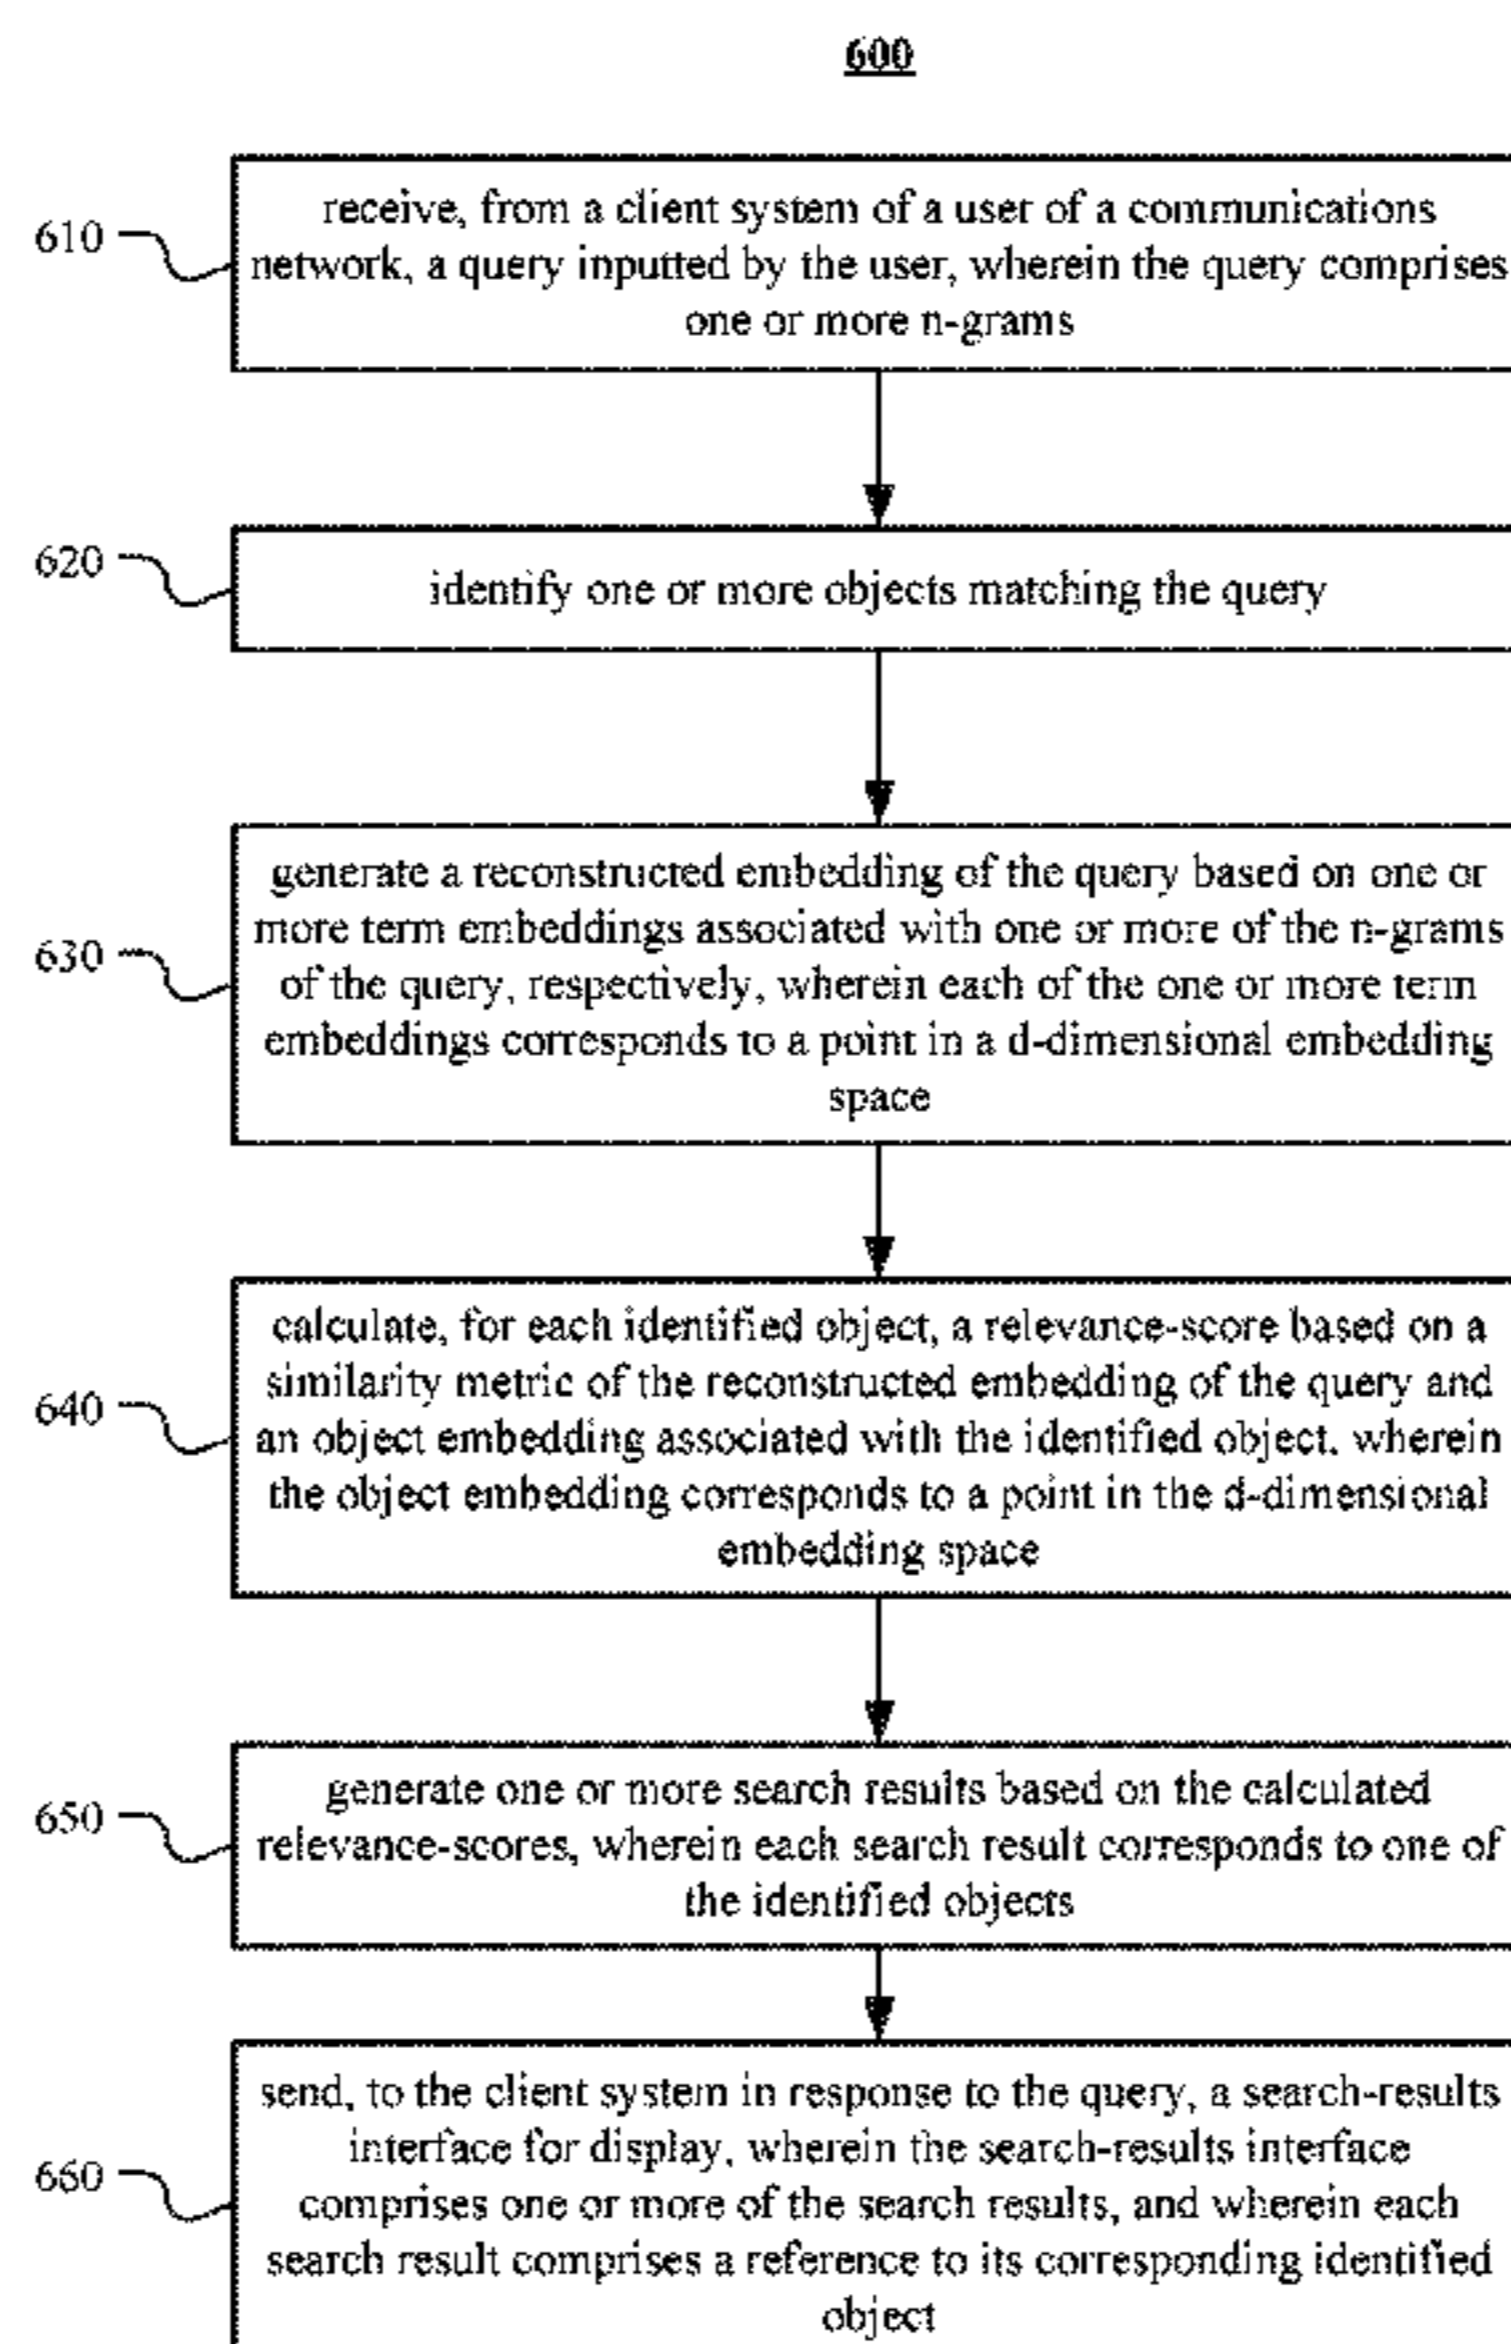 600
610
receive, from a client system of a user of a communications
network, a query inputted by the user, wherein the query comprises
one or more n-grams
620
identify one or more objects matching the query
630
generate a reconstructed embedding of the query based on one or
more term embeddings associated with one or more of the n-grams
of the query, respectively, wherein each of the one or more term
embeddings corresponds to a point in a d-dimensional embedding
space
640
calculate, for each identified object, a relevance-score based on a
similarity metric of the reconstructed embedding of the query and
an object embedding associated with the identified object, wherein
the object embedding corresponds to a point in the d-dimensional
embedding space
650
generate one or more search results based on the calculated
relevance-scores, wherein each search result corresponds to one of
the identified objects
660
send, to the client system in response to the query, a search-results
interface for display, wherein the search-results interface
comprises one or more of the search results, and wherein each
search result comprises a reference to its corresponding identified
object